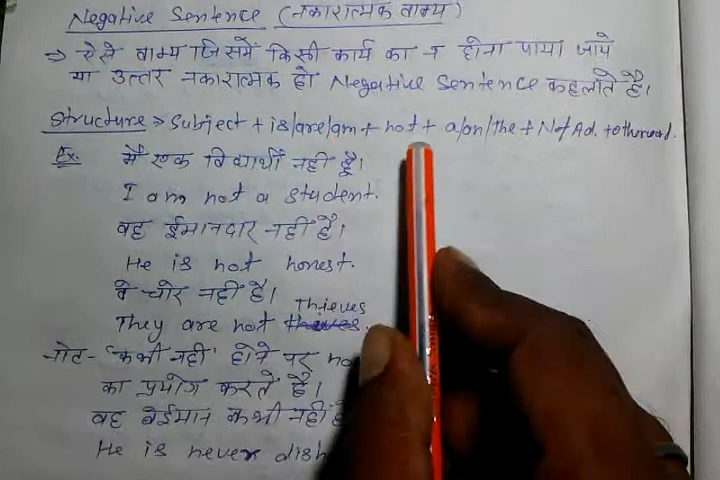 Negative Sentence (नकारात्मक वाक्य)
⇒ ऐसे वाक्य जिसमें किसी कार्य का न होना पाया जाये
या उत्तर नकारात्मक हो Negative Sentence कहलाते है।
Structure ⇒ Subject + is/are/am + not + a/an/the + N/Ad. + otherword.
Ex. मैं एक विद्यार्थी नहीं हूँ।
I am not a student.
वह ईमानदार नहीं है।
He is not honest.
वे चोर नहीं है।
They are not Thieves.
नोट- 'कभी नहीं' होने पर
का प्रयोग करते है।
वह बेईमान कभी नहीं
He is never